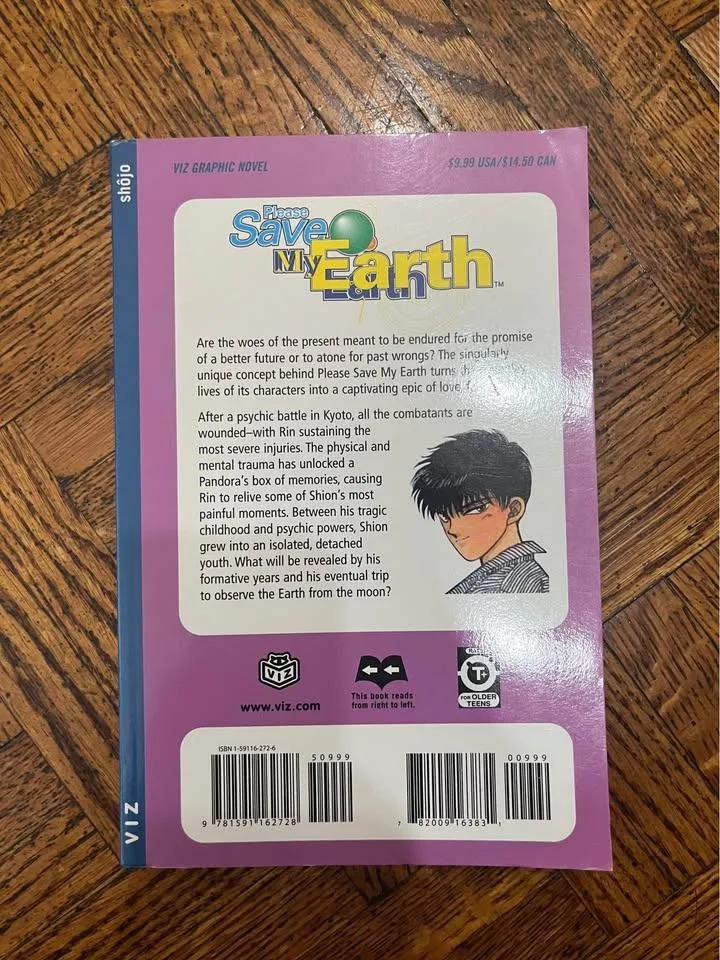 shôjo
VIZ GRAPHIC NOVEL
$9.99 USA/$14.50 CAN
Please
Save
My Earth
Earth™
Are the woes of the present meant to be endured for the promise
of a better future or to atone for past wrongs? The singularly
unique concept behind Please Save My Earth turns
lives of its characters into a captivating epic of love,
After a psychic battle in Kyoto, all the combatants are
wounded–with Rin sustaining the
most severe injuries. The physical and
mental trauma has unlocked a
Pandora's box of memories, causing
Rin to relive some of Shion's most
painful moments. Between his tragic
childhood and psychic powers, Shion
grew into an isolated, detached
youth. What will be revealed by his
formative years and his eventual trip
to observe the Earth from the moon?
VIZ
www.viz.com
This book reads
from right to left.
RATED
T+
FOR OLDER
TEENS
VIZ
ISBN 1-59116-272-6
50999
00999
9 781591 162728
7 82009 16383 1